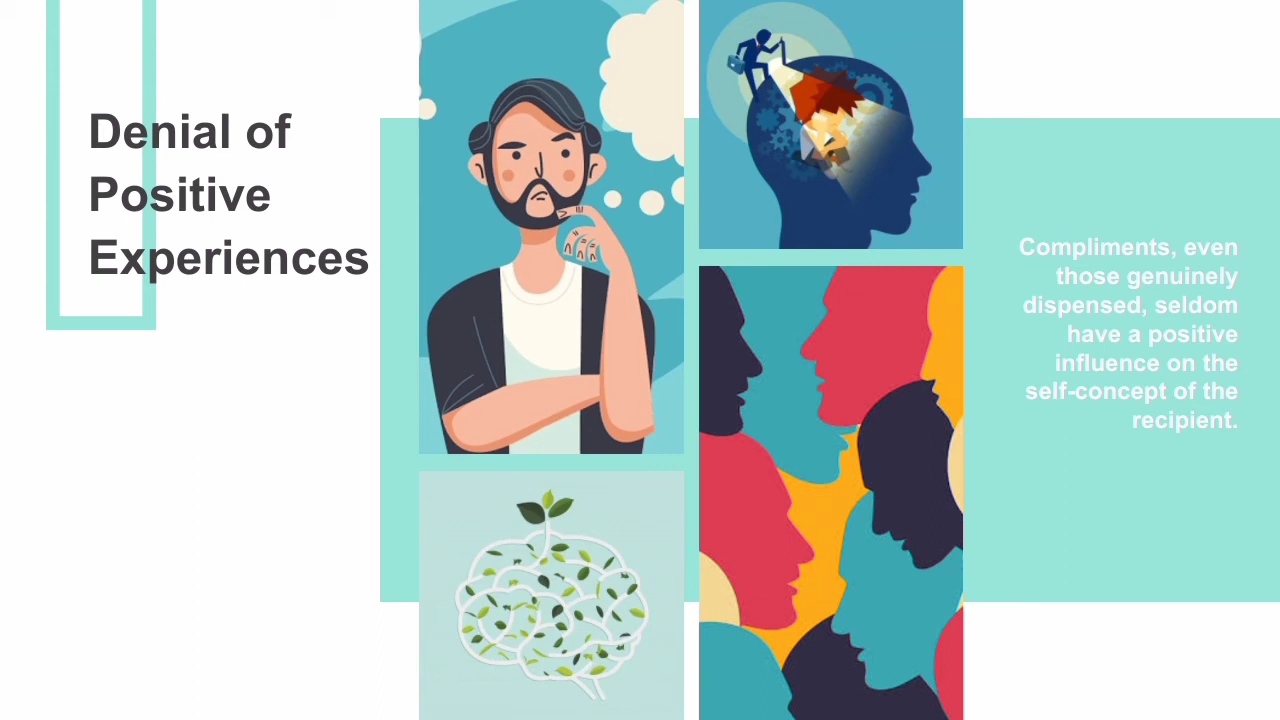 Denial of
Positive
Experiences
Compliments, even
those genuinely
dispensed, seldom
have a positive
influence on the
self-concept of the
recipient.